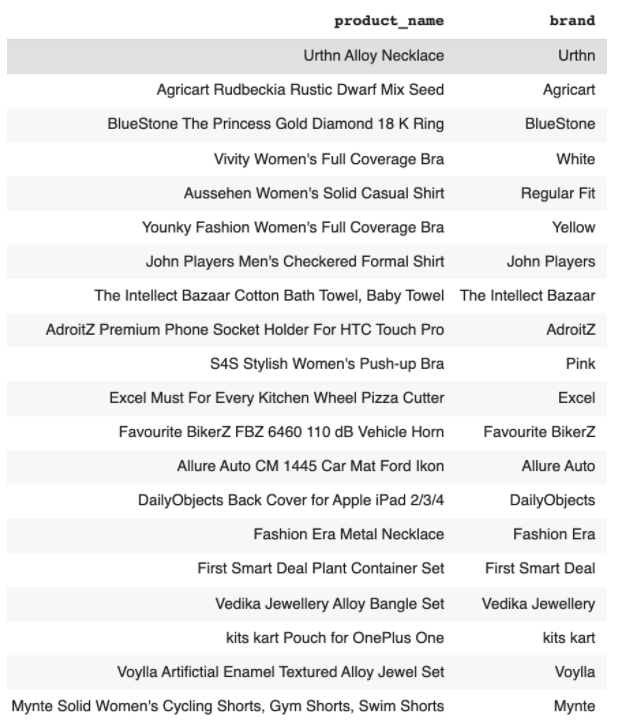 product_name brand
Urthn Alloy Necklace Urthn
Agricart Rudbeckia Rustic Dwarf Mix Seed Agricart
BlueStone The Princess Gold Diamond 18 K Ring BlueStone
Vivity Women's Full Coverage Bra White
Aussehen Women's Solid Casual Shirt Regular Fit
Younky Fashion Women's Full Coverage Bra Yellow
John Players Men's Checkered Formal Shirt John Players
The Intellect Bazaar Cotton Bath Towel, Baby Towel The Intellect Bazaar
AdroitZ Premium Phone Socket Holder For HTC Touch Pro AdroitZ
S4S Stylish Women's Push-up Bra Pink
Excel Must For Every Kitchen Wheel Pizza Cutter Excel
Favourite BikerZ FBZ 6460 110 dB Vehicle Horn Favourite BikerZ
Allure Auto CM 1445 Car Mat Ford Ikon Allure Auto
DailyObjects Back Cover for Apple iPad 2/3/4 DailyObjects
Fashion Era Metal Necklace Fashion Era
First Smart Deal Plant Container Set First Smart Deal
Vedika Jewellery Alloy Bangle Set Vedika Jewellery
kits kart Pouch for OnePlus One kits kart
Voylla Artifictial Enamel Textured Alloy Jewel Set Voylla
Mynte Solid Women's Cycling Shorts, Gym Shorts, Swim Shorts Mynte